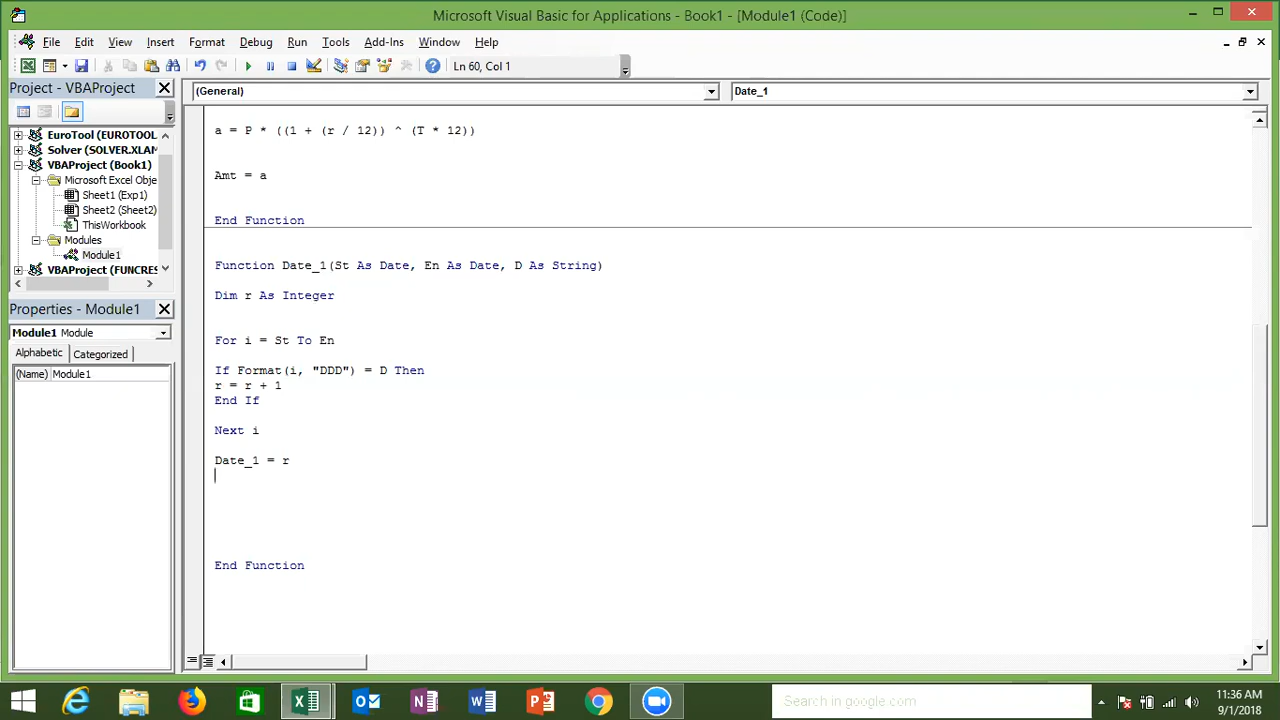 Microsoft Visual Basic for Applications - Book1 - [Module1 (Code)]
File Edit View Insert Format Debug Run Tools Add-Ins Window Help
Ln 60, Col 1
Project - VBAProject
(General)
Date_1
EuroTool (EUROTOOL
Solver (SOLVER.XLAM
VBAProject (Book1)
Microsoft Excel Obje
Sheet1 (Exp1)
Sheet2 (Sheet2)
ThisWorkbook
Modules
Module1
VBAProject (FUNCRES
Properties - Module1
Module1 Module
Alphabetic Categorized
(Name) Module1
a = P * ((1 + (r / 12)) ^ (T * 12))
Amt = a
End Function
Function Date_1(St As Date, En As Date, D As String)
Dim r As Integer
For i = St To En
If Format(i, "DDD") = D Then
r = r + 1
End If
Next i
Date_1 = r
End Function
Search in google.com
11:36 AM
9/1/2018